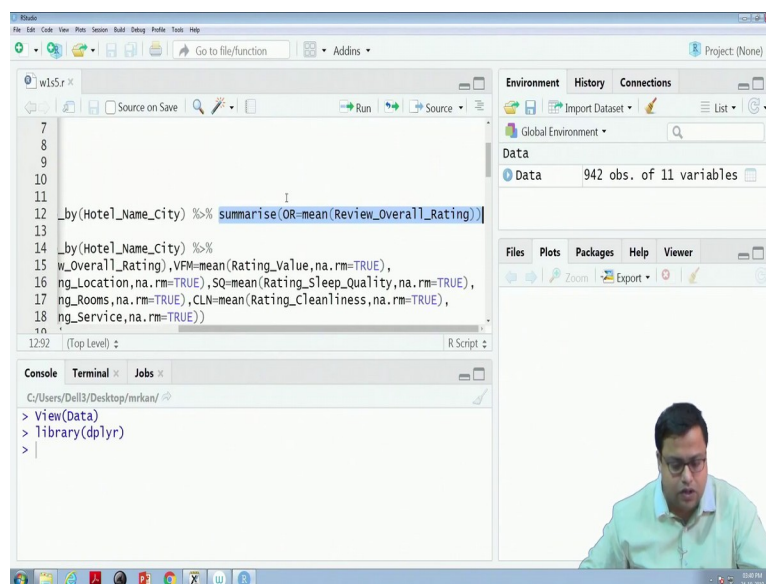 RStudio
File Edit Code View Plots Session Build Debug Profile Tools Help
Go to file/function Addins Project: (None)
w1s5.r
Source on Save Run Source
7
8
9
10
11
12 _by(Hotel_Name_City) %>% summarise(OR=mean(Review_Overall_Rating))
13
14 _by(Hotel_Name_City) %>%
15 w_Overall_Rating),VFM=mean(Rating_Value,na.rm=TRUE),
16 ng_Location,na.rm=TRUE),SQ=mean(Rating_Sleep_Quality,na.rm=TRUE),
17 ng_Rooms,na.rm=TRUE),CLN=mean(Rating_Cleanliness,na.rm=TRUE),
18 ng_Service,na.rm=TRUE))
19
12:92 (Top Level) R Script
Console Terminal Jobs
C:/Users/Dell3/Desktop/mrkan/
> View(Data)
> library(dplyr)
>
Environment History Connections
Import Dataset List
Global Environment
Data
Data 942 obs. of 11 variables
Files Plots Packages Help Viewer
Zoom Export